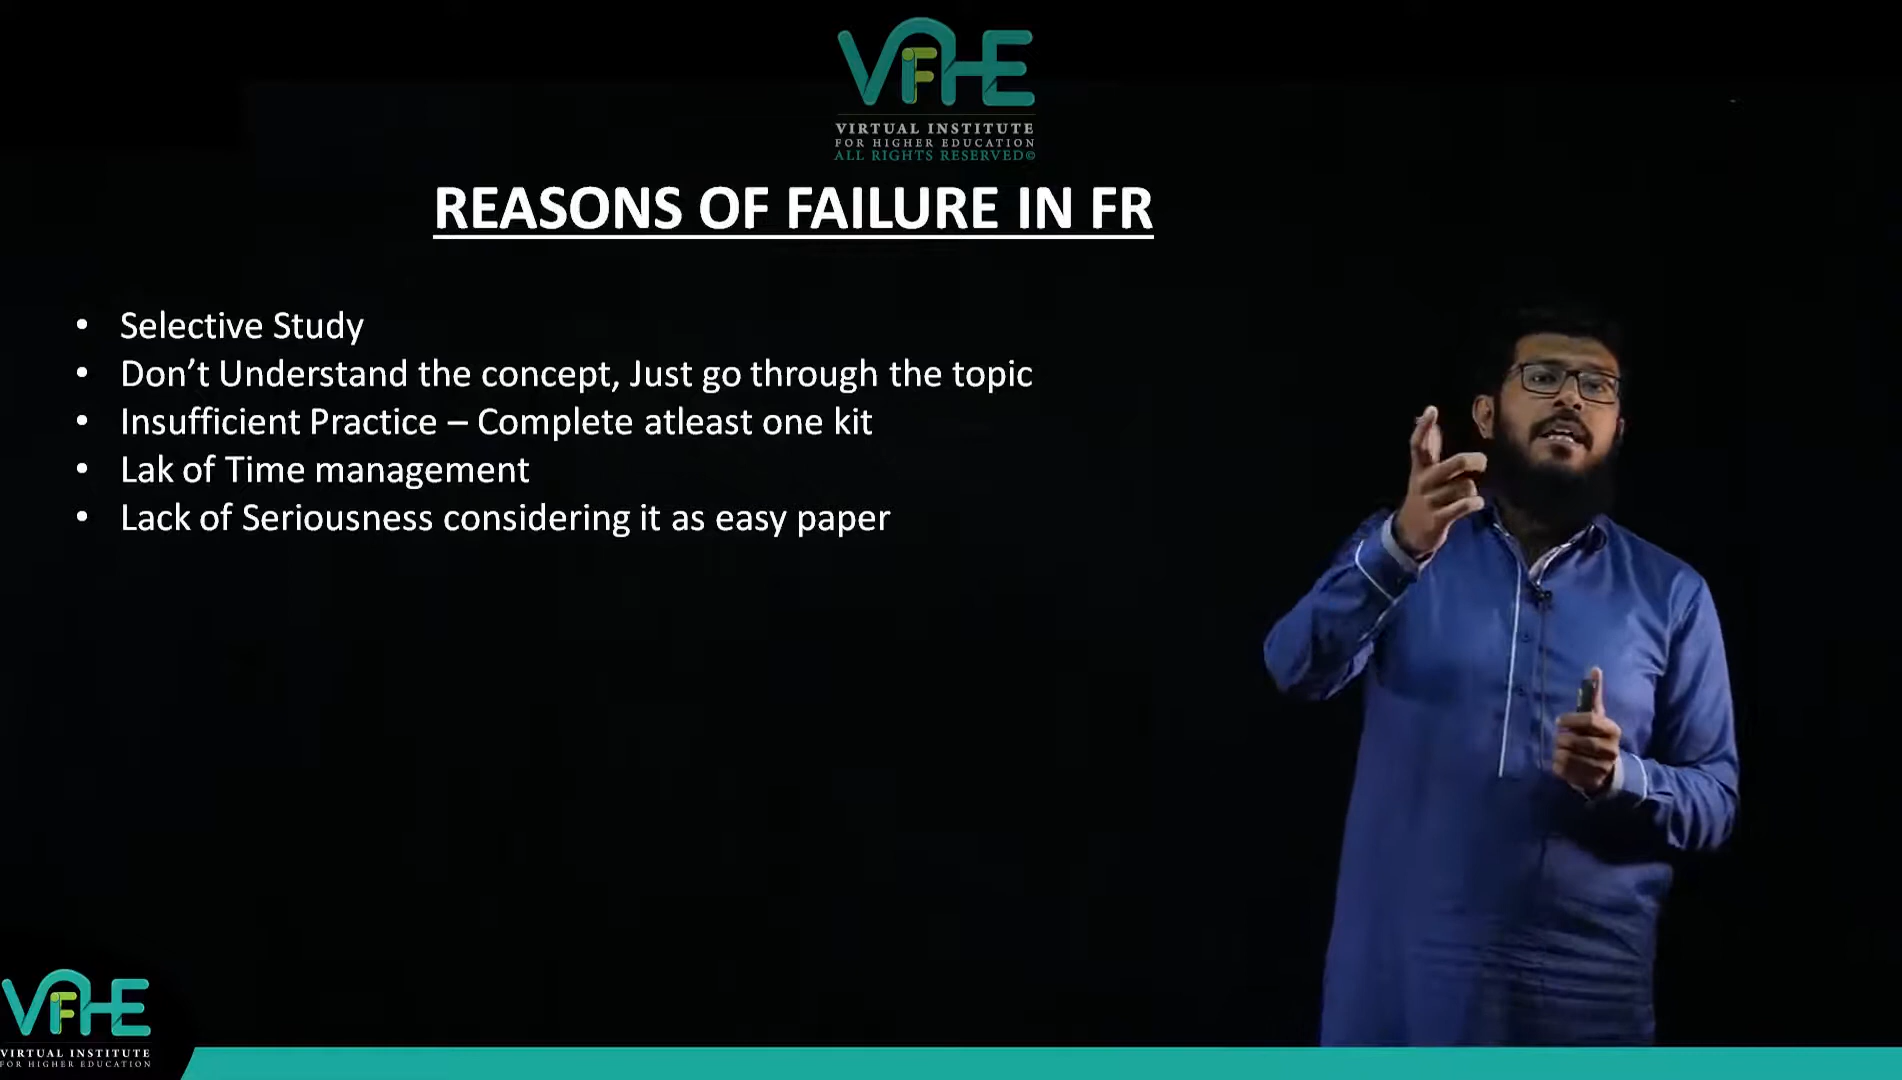 VIFHE
VIRTUAL INSTITUTE
FOR HIGHER EDUCATION
ALL RIGHTS RESERVED©
REASONS OF FAILURE IN FR
• Selective Study
• Don’t Understand the concept, Just go through the topic
• Insufficient Practice – Complete atleast one kit
• Lak of Time management
• Lack of Seriousness considering it as easy paper
VIFHE
VIRTUAL INSTITUTE
FOR HIGHER EDUCATION